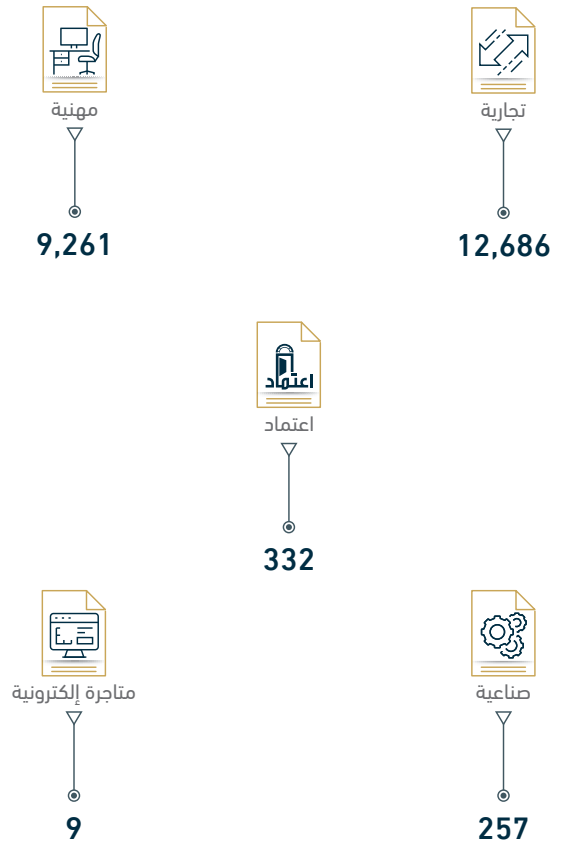 تجارية
12,686
مهنية
9,261
اعتماد
اعتماد
332
صناعية
257
متاجرة إلكترونية
9